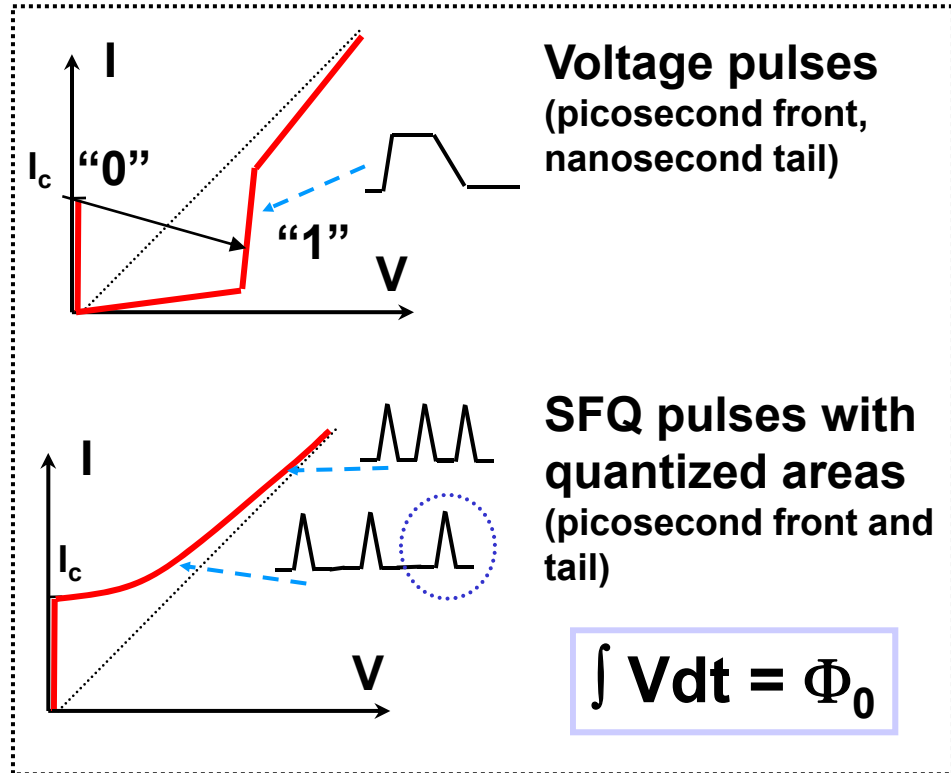 I
Voltage pulses
(picosecond front,
nanosecond tail)
Ic “0”
“1”
V
SFQ pulses with
quantized areas
(picosecond front and
tail)
I
Ic
V
∫ Vdt = Φ0